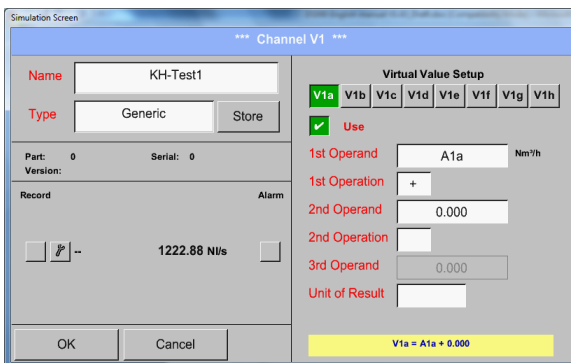 Simulation Screen
*** Channel V1 ***
Name KH-Test1
Type Generic Store
Part: 0 Serial: 0
Version:
Record Alarm
-- 1222.88 Nl/s
OK Cancel
Virtual Value Setup
V1a V1b V1c V1d V1e V1f V1g V1h
Use
1st Operand A1a Nm³/h
1st Operation +
2nd Operand 0.000
2nd Operation
3rd Operand 0.000
Unit of Result
V1a = A1a + 0.000